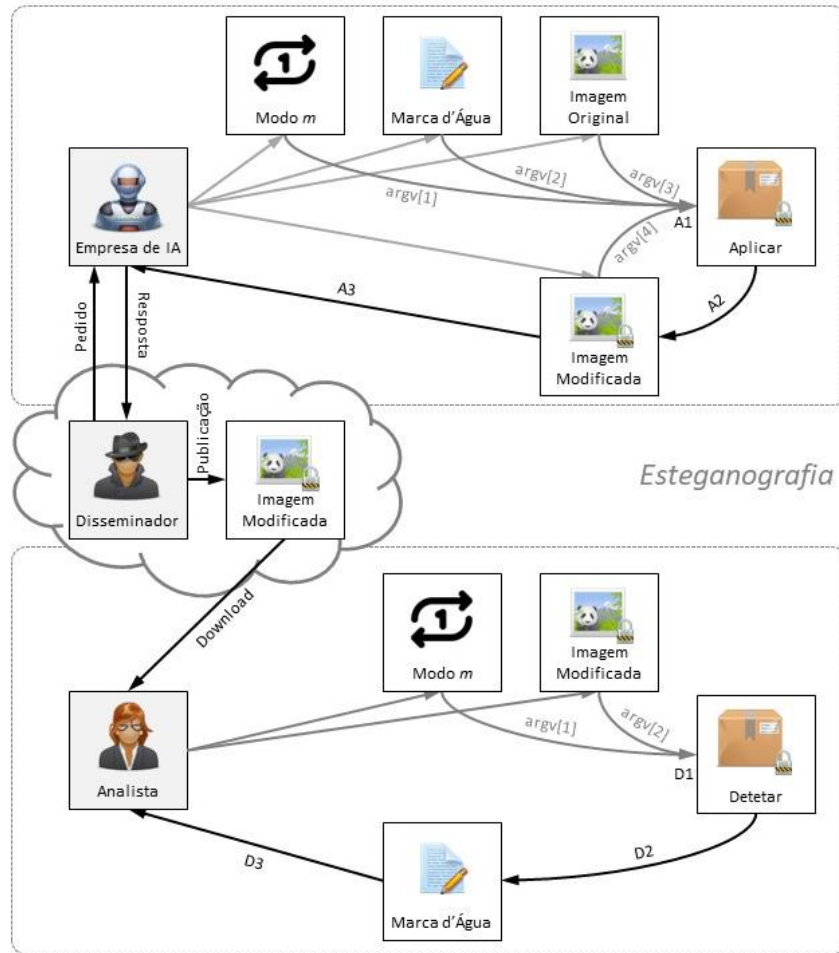 1
Modo m
Marca d'Água
Imagem
Original
argv[1]
argv[2]
argv[3]
argv[4]
Empresa de IA
A1
Aplicar
A2
A3
Imagem
Modificada
Pedido
Resposta
Publicação
Disseminador
Imagem
Modificada
Esteganografia
Download
1
Modo m
Imagem
Modificada
argv[1]
argv[2]
Analista
D1
Detetar
D2
D3
Marca d'Água